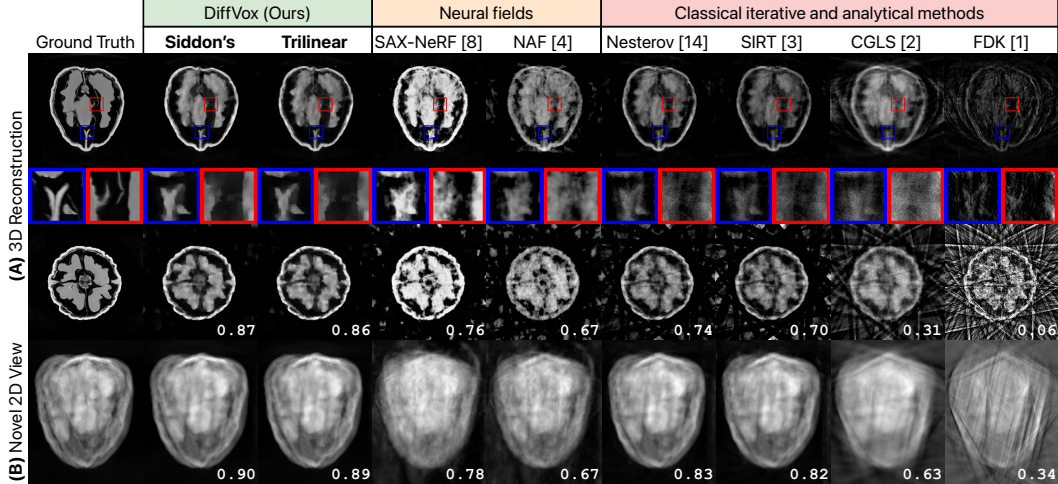 DiffVox (Ours) Neural fields Classical iterative and analytical methods
Ground Truth Siddon's Trilinear SAX-NeRF [8] NAF [4] Nesterov [14] SIRT [3] CGLS [2] FDK [1]
(A) 3D Reconstruction
0.87 0.86 0.76 0.67 0.74 0.70 0.31 0.06
(B) Novel 2D View
0.90 0.89 0.78 0.67 0.83 0.82 0.63 0.34